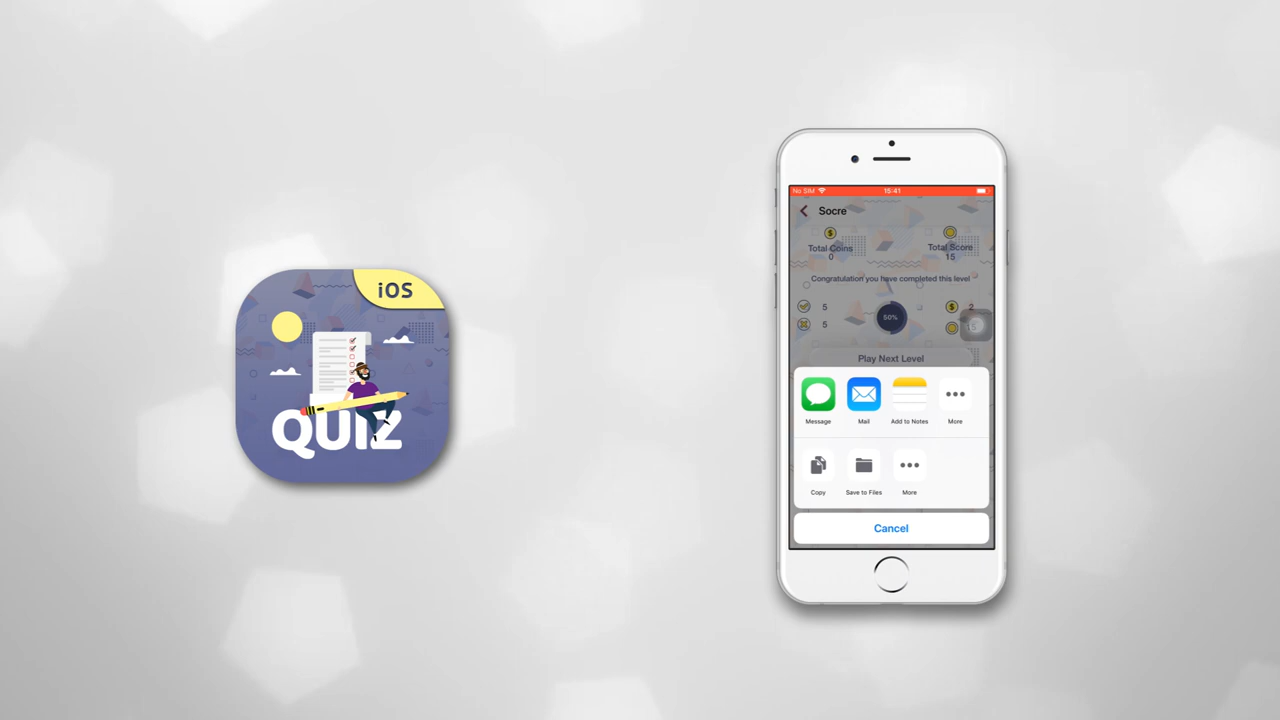 iOS
QUIZ
No SIM 15:41
Socre
Total Coins
0
Total Score
15
Congratulation you have completed this level
5
50%
2
5
Play Next Level
Message
Mail
Add to Notes
More
Copy
Save to Files
More
Cancel